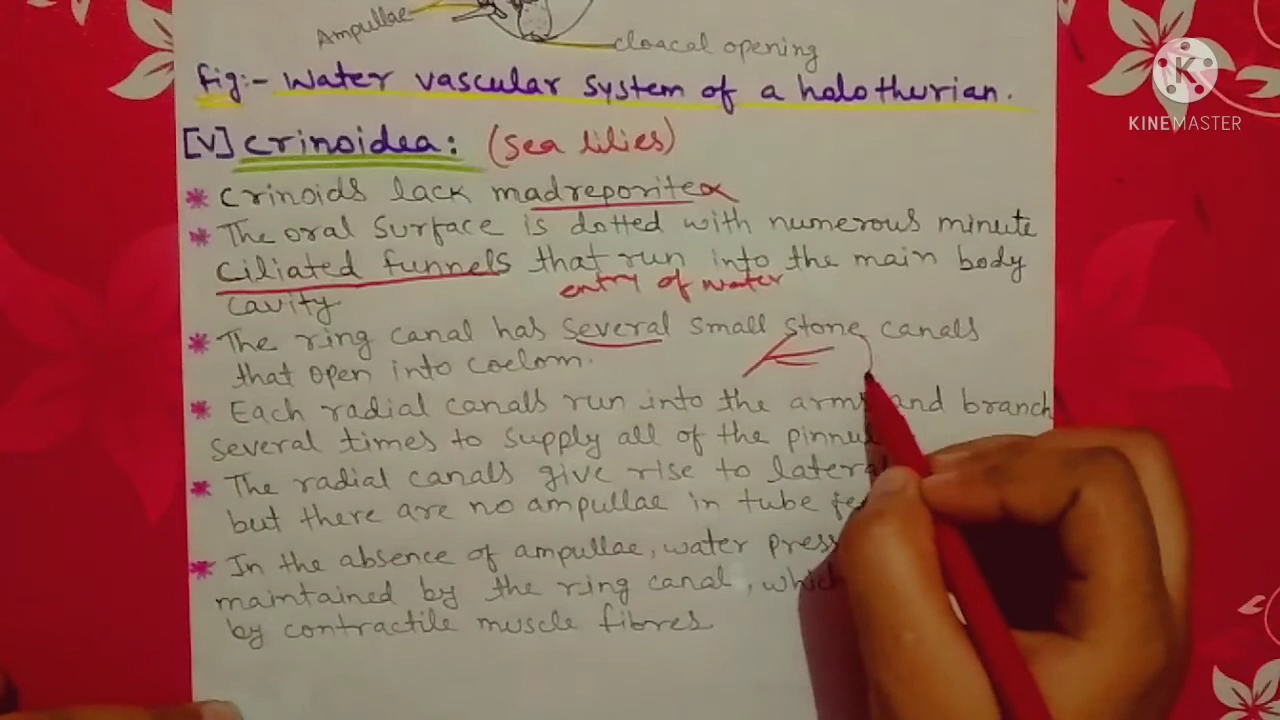 Ampullae
cloacal opening
Fig:- Water vascular system of a holothurian.
K
KINEMASTER
[V] Crinoidea: (sea lilies)
* Crinoids lack madreporite
* The oral surface is dotted with numerous minute
ciliated funnels that run into the main body
entry of water
cavity
* The ring canal has several small stone canals
that open into coelom.
* Each radial canals run into the arms and branch
several times to supply all of the
* The radial canals give rise to
but there are no ampullae in tube
* In the absence of ampullae, water
maintained by the ring canal,
by contractile muscle fibres